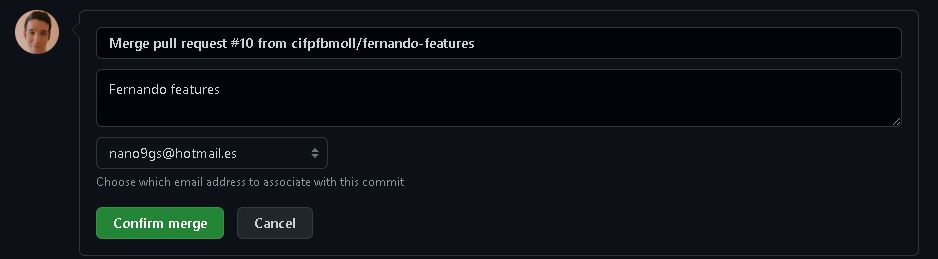 Merge pull request #10 from cifpfbmoll/fernando-features
Fernando features
nano9gs@hotmail.es
Choose which email address to associate with this commit
Confirm merge
Cancel